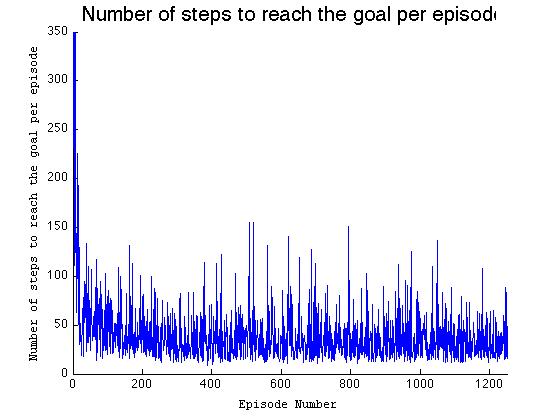 Number of steps to reach the goal per episode
350
300
250
200
150
100
50
0
Number of steps to reach the goal per episode
0 200 400 600 800 1000 1200
Episode Number